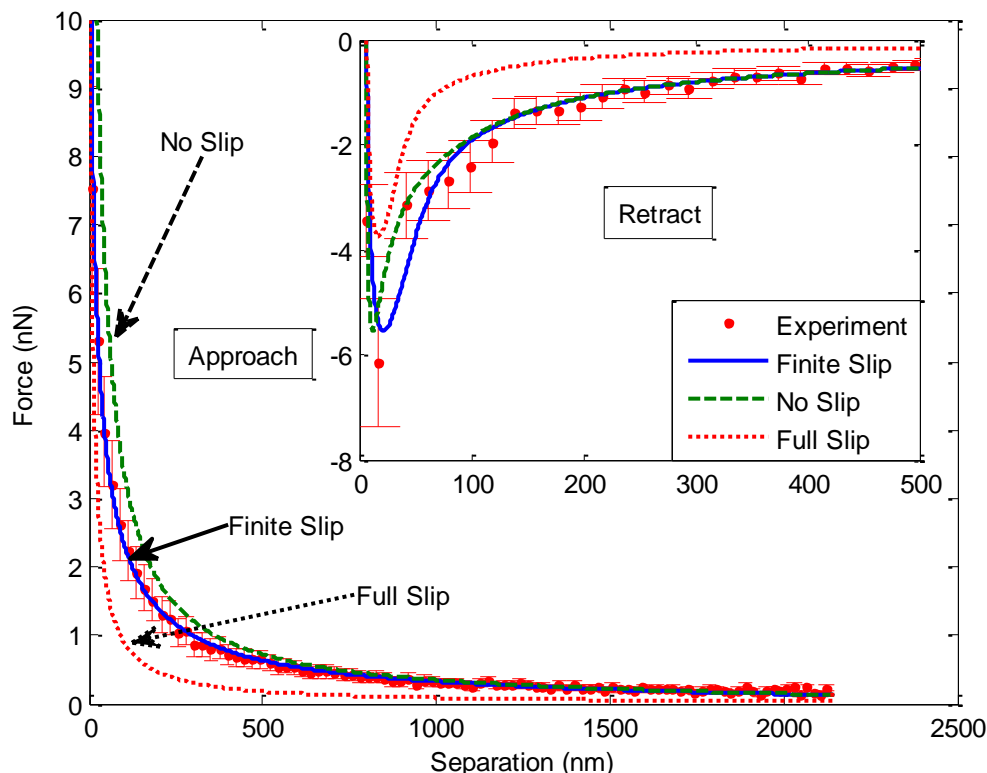 10
9
8
7
6
5
4
3
2
1
0
Force (nN)
No Slip
Approach
Finite Slip
Full Slip
0
-2
-4
-6
-8
Retract
Experiment
Finite Slip
No Slip
Full Slip
0 100 200 300 400 500
0 500 1000 1500 2000 2500
Separation (nm)